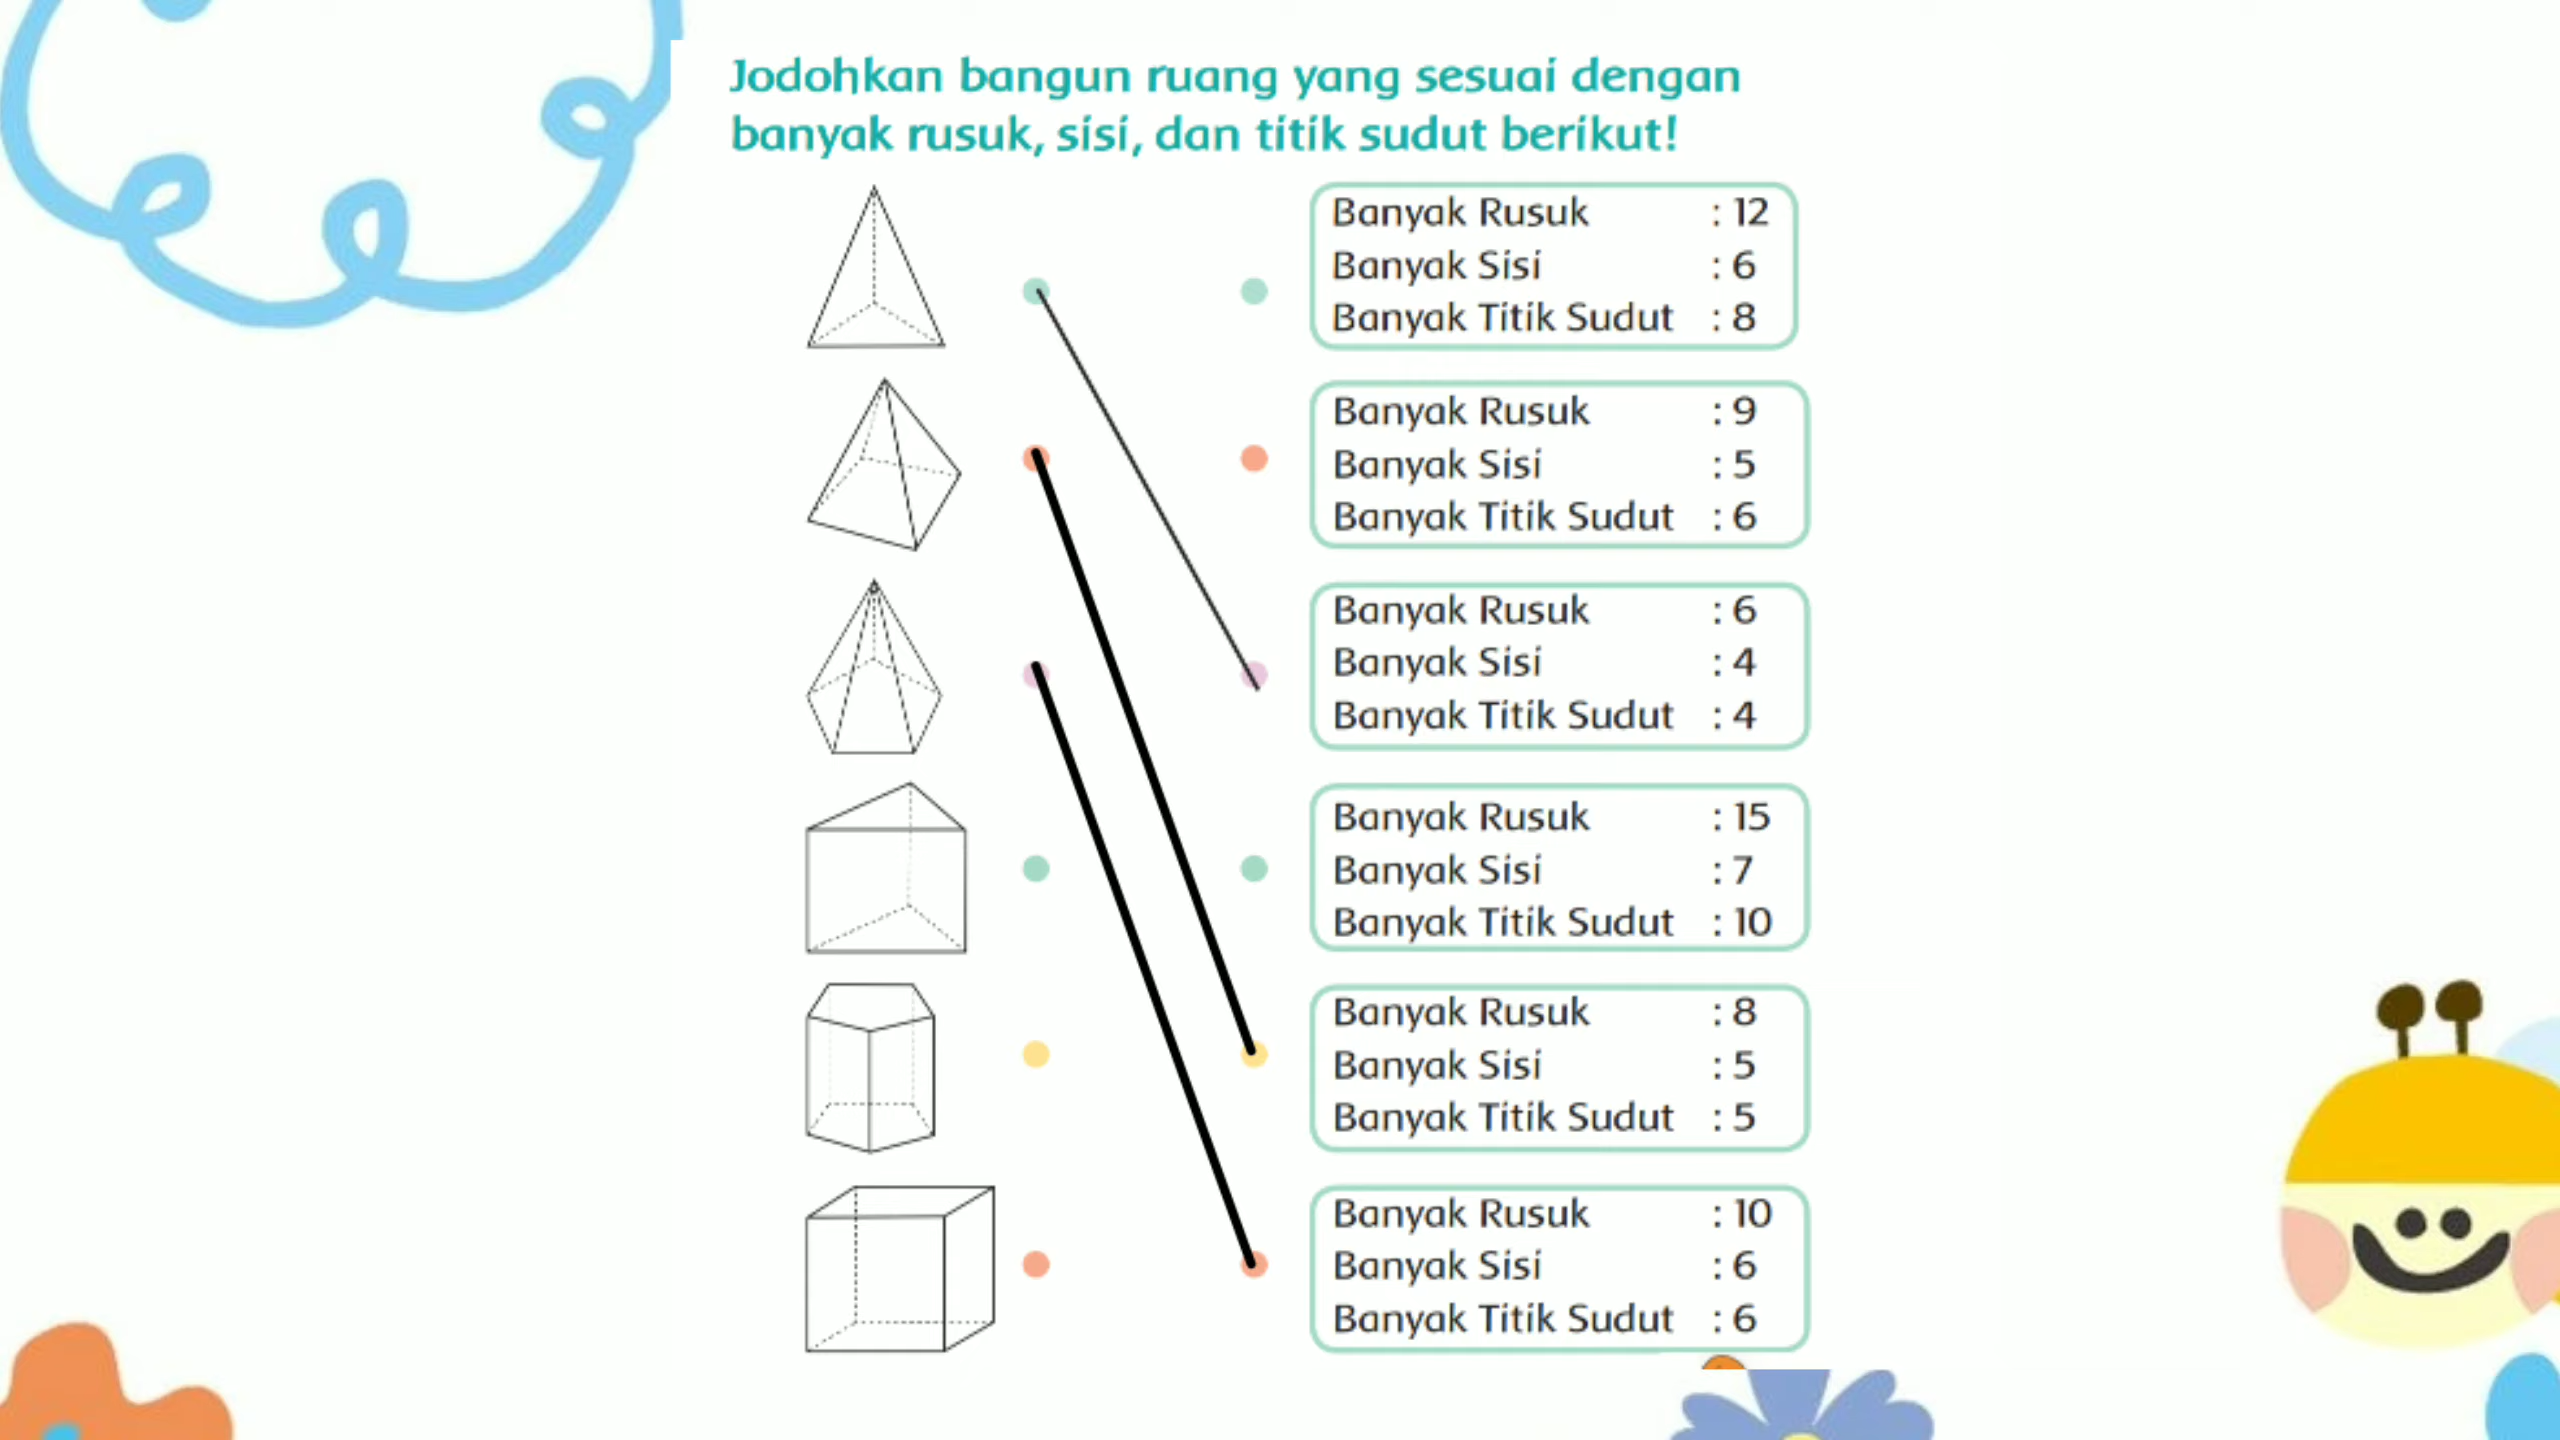 Jodohkan bangun ruang yang sesuai dengan
banyak rusuk, sisi, dan titik sudut berikut!
Banyak Rusuk : 12
Banyak Sisi : 6
Banyak Titik Sudut : 8
Banyak Rusuk : 9
Banyak Sisi : 5
Banyak Titik Sudut : 6
Banyak Rusuk : 6
Banyak Sisi : 4
Banyak Titik Sudut : 4
Banyak Rusuk : 15
Banyak Sisi : 7
Banyak Titik Sudut : 10
Banyak Rusuk : 8
Banyak Sisi : 5
Banyak Titik Sudut : 5
Banyak Rusuk : 10
Banyak Sisi : 6
Banyak Titik Sudut : 6